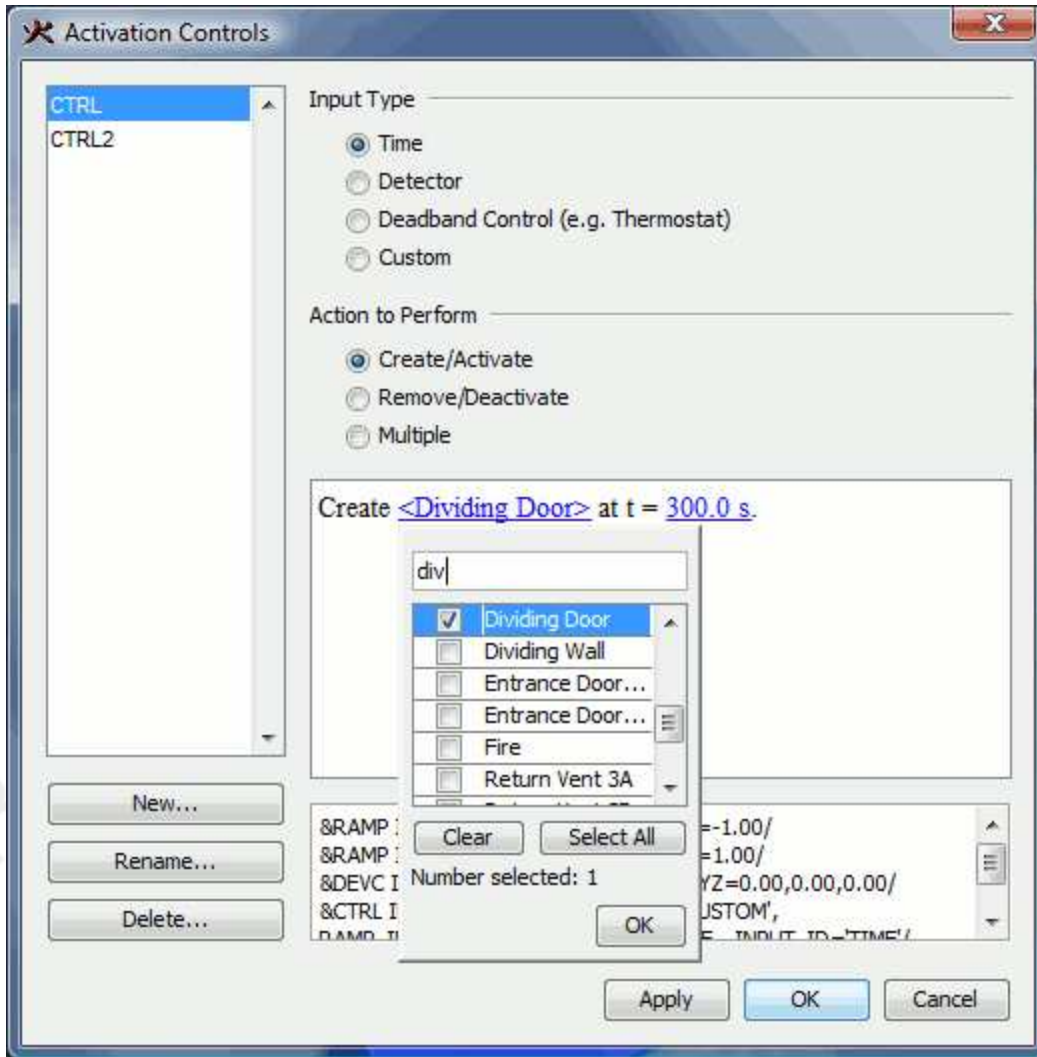 Activation Controls
CTRL
CTRL2
Input Type
Time
Detector
Deadband Control (e.g. Thermostat)
Custom
Action to Perform
Create/Activate
Remove/Deactivate
Multiple
Create <Dividing Door> at t = 300.0 s.
div
Dividing Door
Dividing Wall
Entrance Door...
Entrance Door...
Fire
Return Vent 3A
Clear
Select All
Number selected: 1
OK
New...
Rename...
Delete...
&RAMP =-1.00/
&RAMP =1.00/
&DEVC I YZ=0.00,0.00,0.00/
&CTRL I USTOM',
INPUT_ID='TIME'/
Apply
OK
Cancel